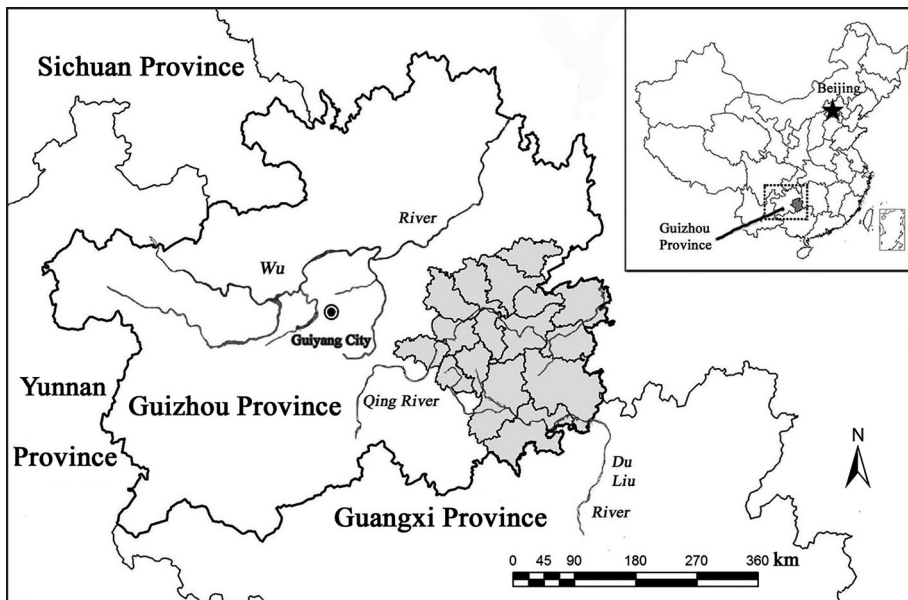 Sichuan Province
Beijing
Guizhou
Province
River
Wu
Guiyang City
Yunnan
Province
Guizhou Province
Qing River
Guangxi Province
Du
Liu
River
N
0 45 90 180 270 360 km